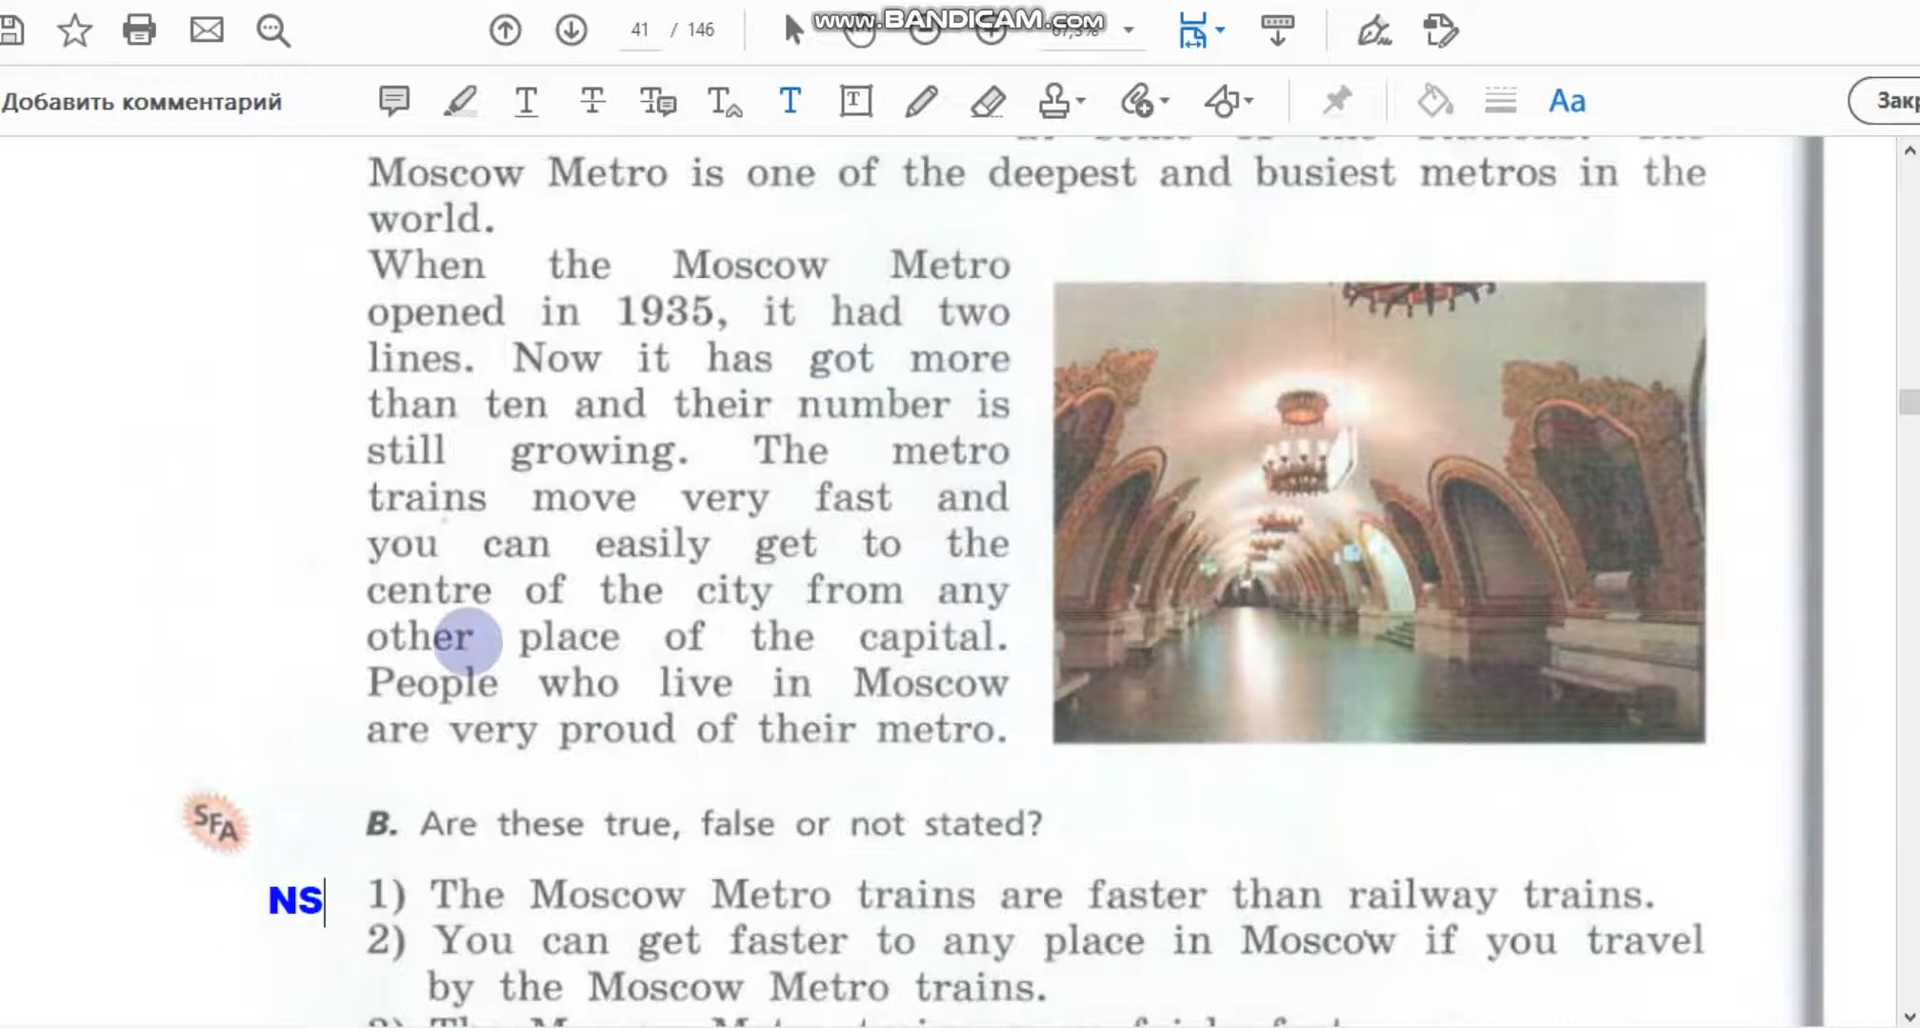 41 / 146
www.BANDICAM.com
Добавить комментарий
Aa
Moscow Metro is one of the deepest and busiest metros in the
world.
When the Moscow Metro
opened in 1935, it had two
lines. Now it has got more
than ten and their number is
still growing. The metro
trains move very fast and
you can easily get to the
centre of the city from any
other place of the capital.
People who live in Moscow
are very proud of their metro.
SFA
B. Are these true, false or not stated?
NS
1) The Moscow Metro trains are faster than railway trains.
2) You can get faster to any place in Moscow if you travel
by the Moscow Metro trains.